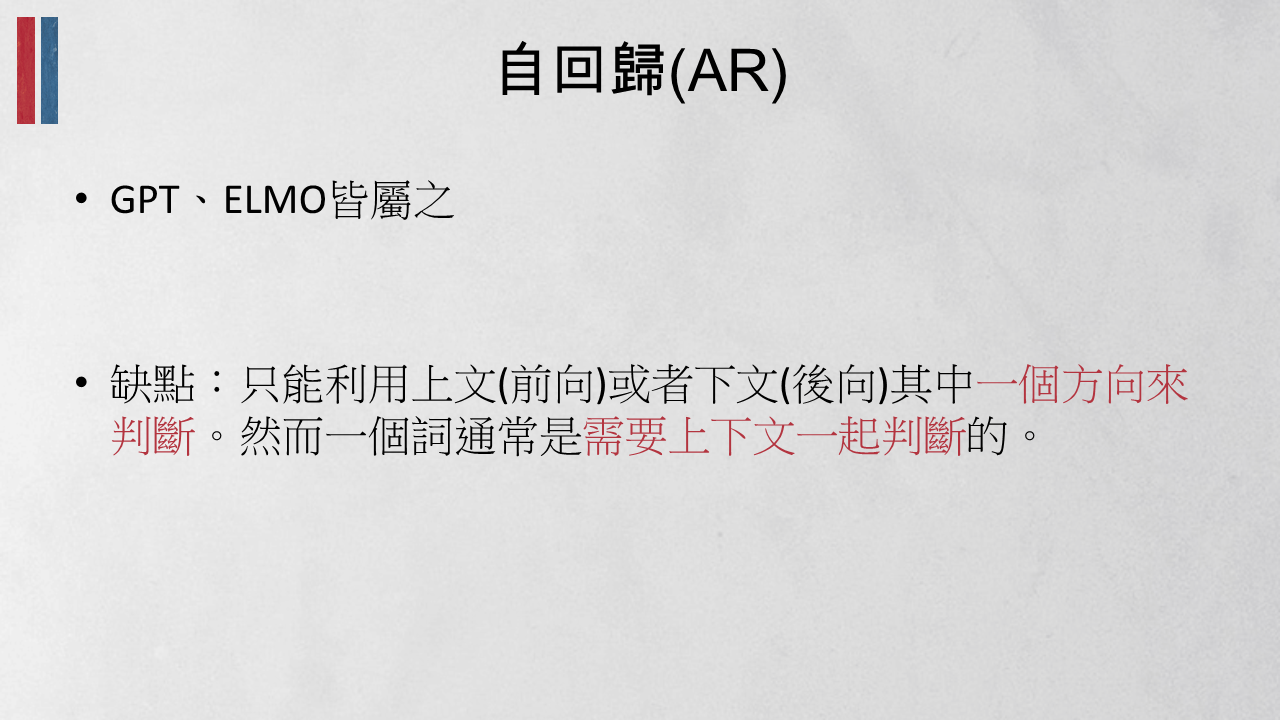 自回歸(AR)
• GPT、ELMO皆屬之
• 缺點：只能利用上文(前向)或者下文(後向)其中一個方向來
判斷。然而一個詞通常是需要上下文一起判斷的。